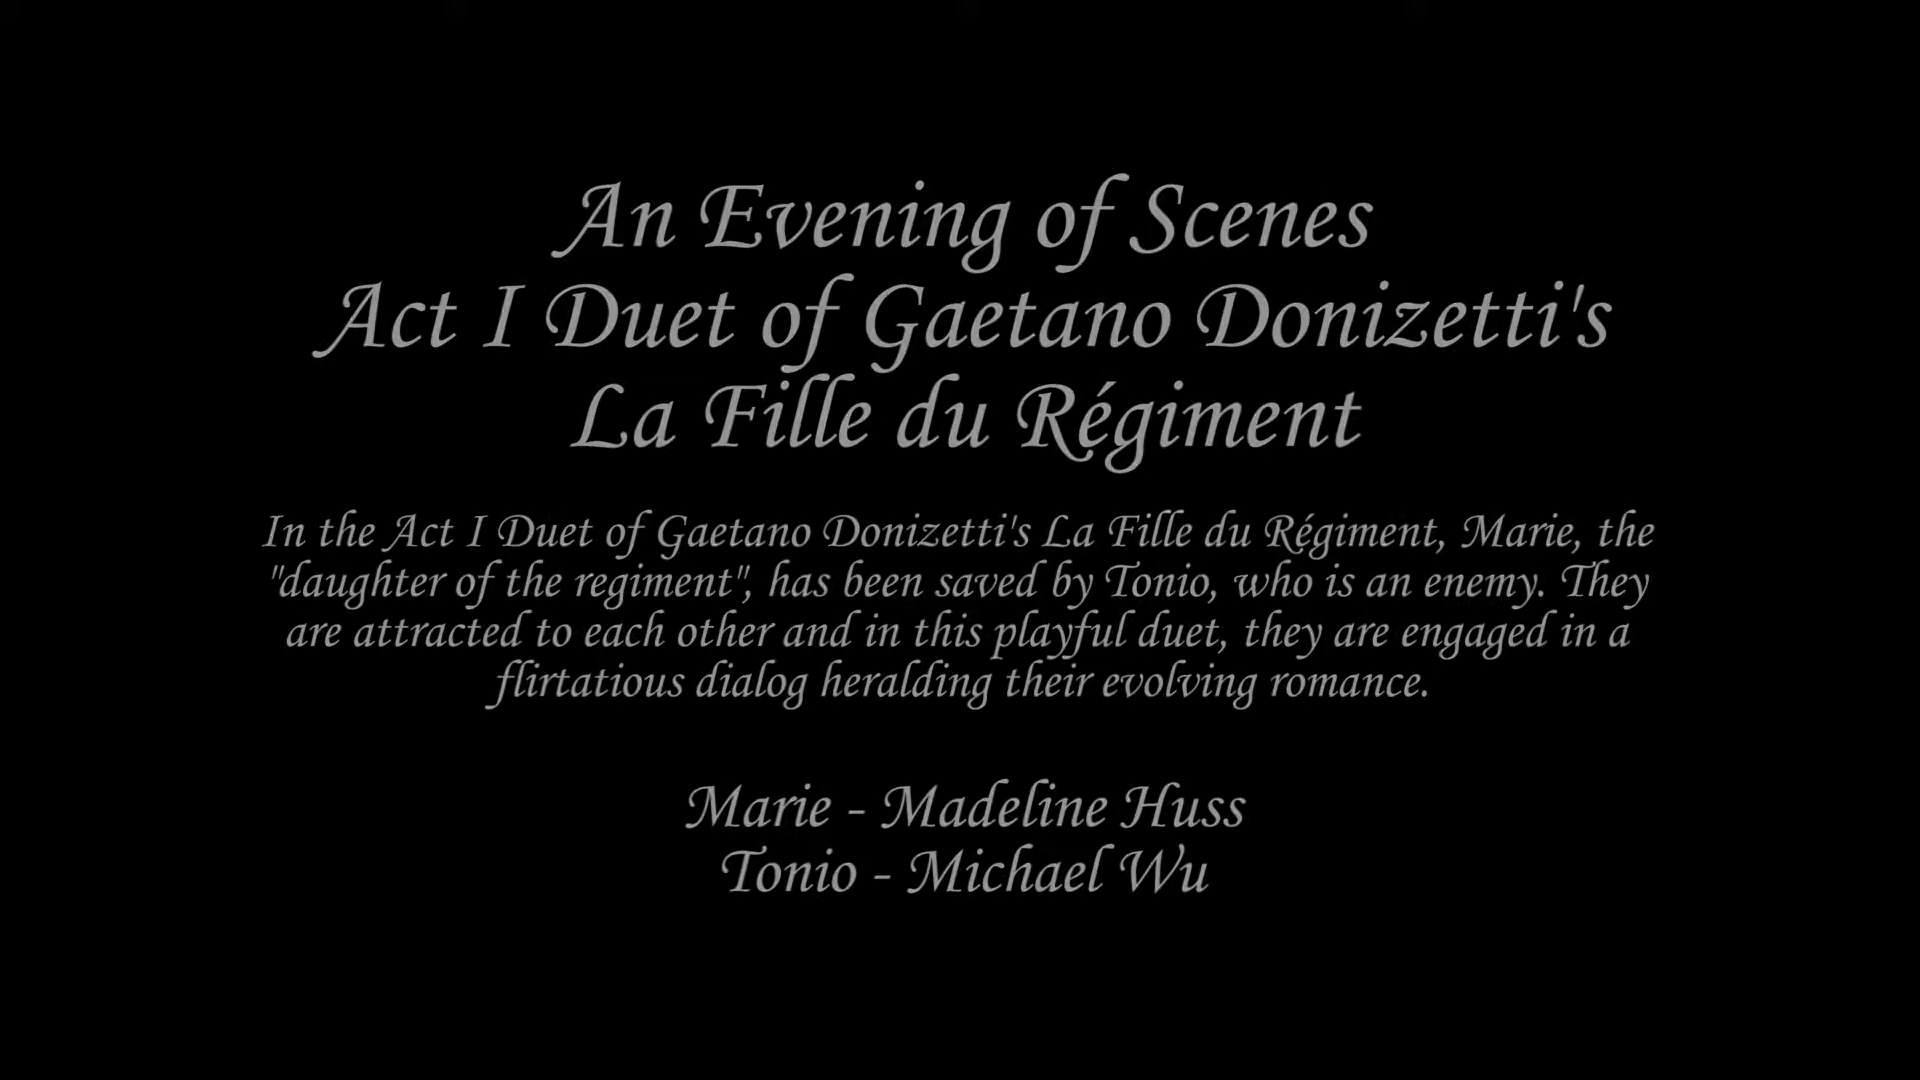 An Evening of Scenes
Act I Duet of Gaetano Donizetti's
La Fille du Régiment
In the Act I Duet of Gaetano Donizetti's La Fille du Régiment, Marie, the
"daughter of the regiment", has been saved by Tonio, who is an enemy. They
are attracted to each other and in this playful duet, they are engaged in a
flirtatious dialog heralding their evolving romance.
Marie - Madeline Huss
Tonio - Michael Wu